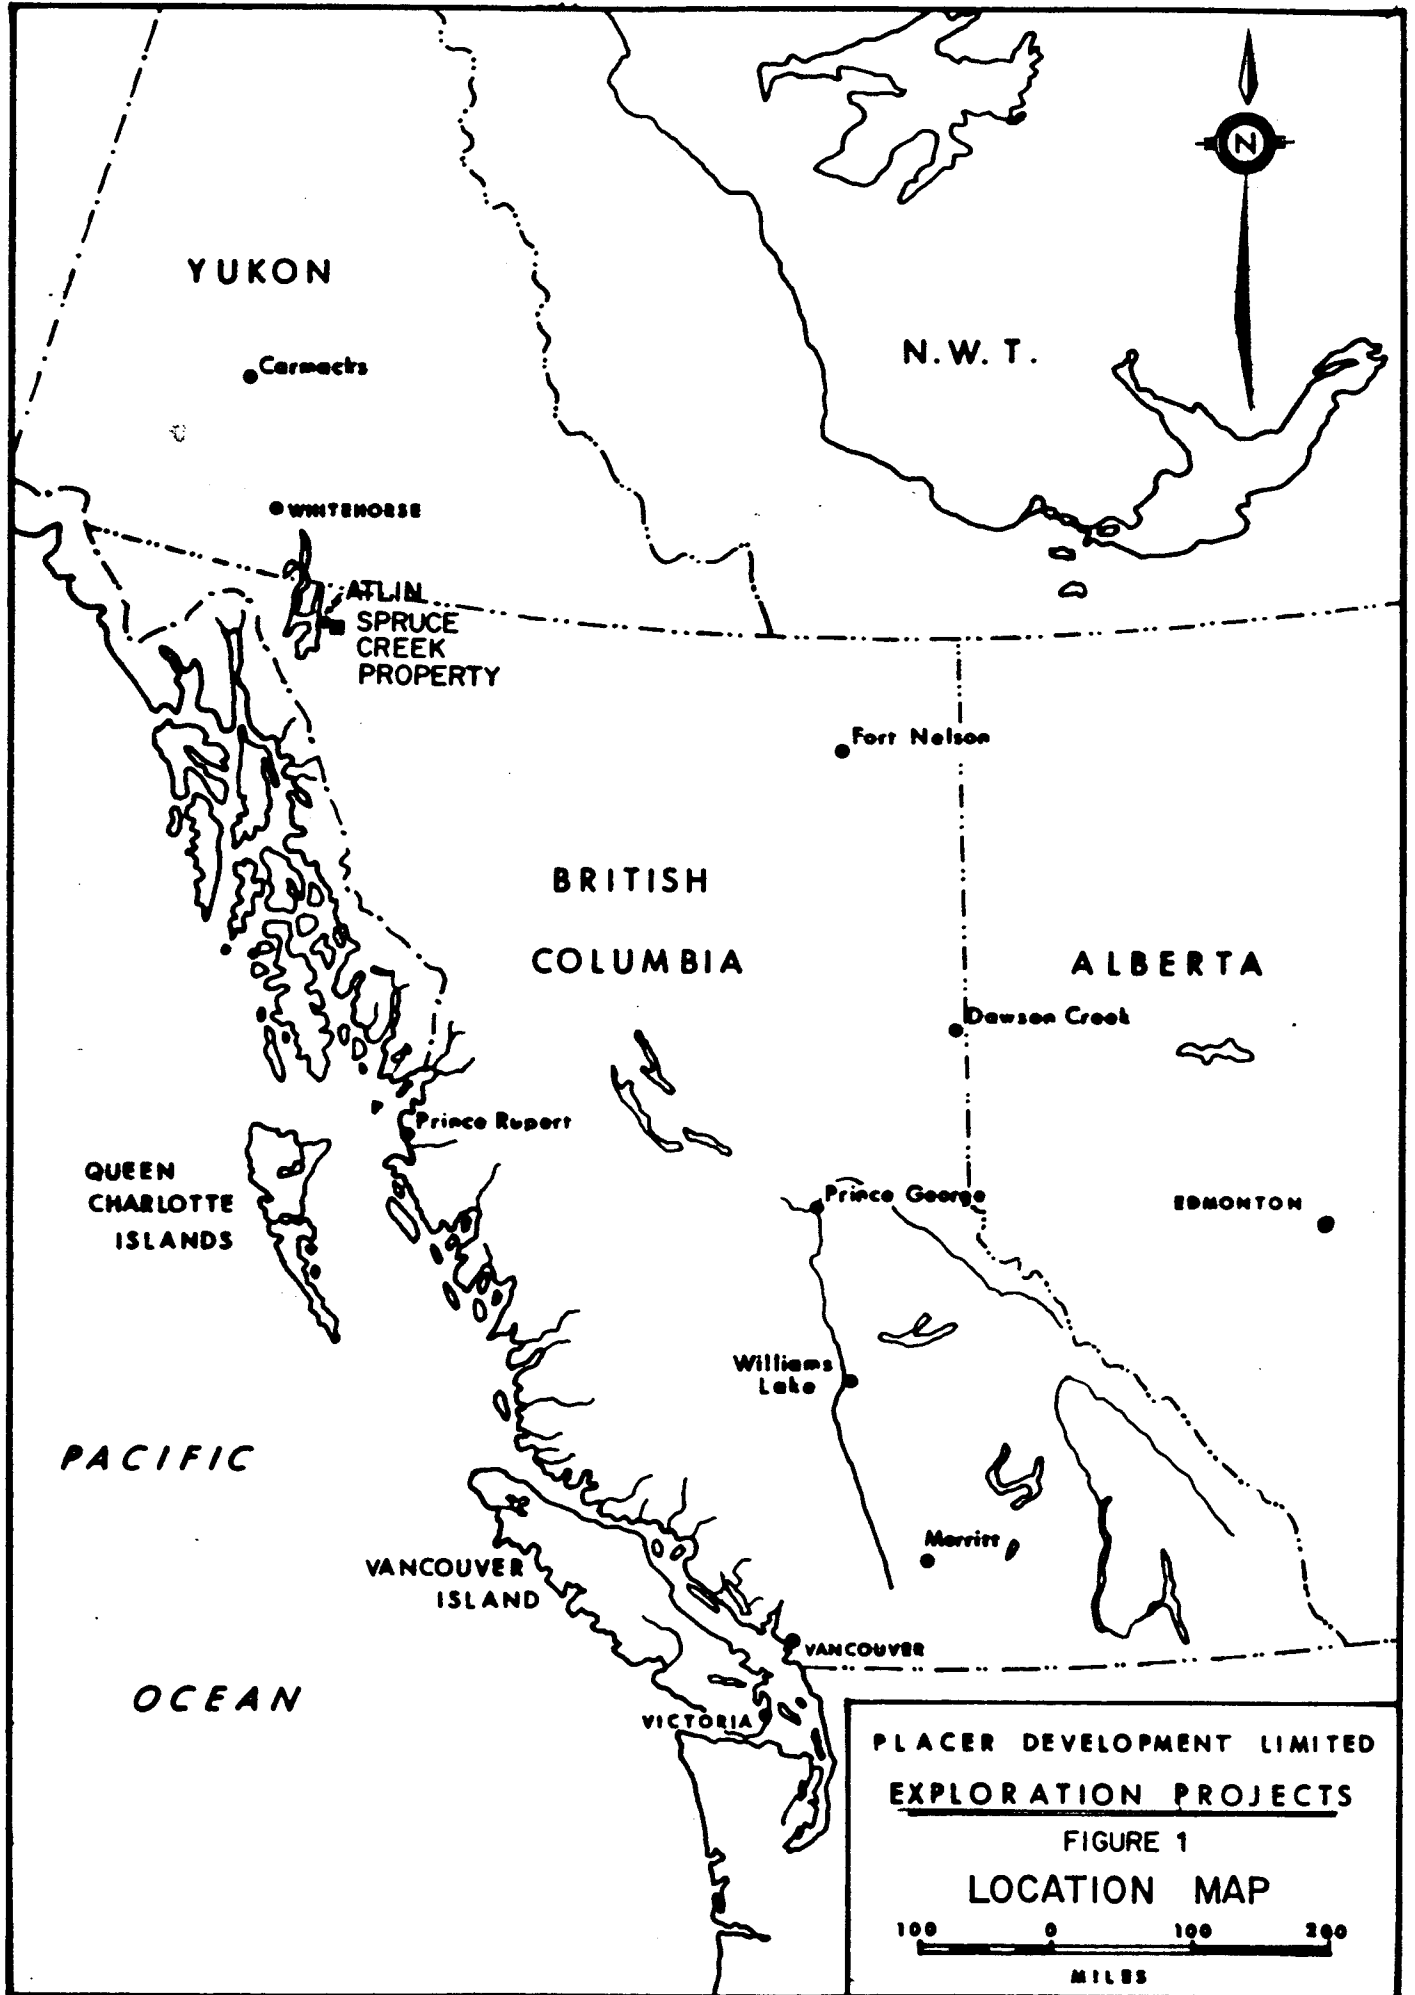 N
YUKON
N.W.T.
Carmacks
WHITEHORSE
ATLIN
SPRUCE
CREEK
PROPERTY
Fort Nelson
BRITISH
COLUMBIA
ALBERTA
Dawson Creek
Prince Rupert
QUEEN
CHARLOTTE
ISLANDS
Prince George
EDMONTON
Williams
Lake
PACIFIC
Merritt
VANCOUVER
ISLAND
VANCOUVER
OCEAN
VICTORIA
PLACER DEVELOPMENT LIMITED
EXPLORATION PROJECTS
FIGURE 1
LOCATION MAP
100 0 100 200
MILES